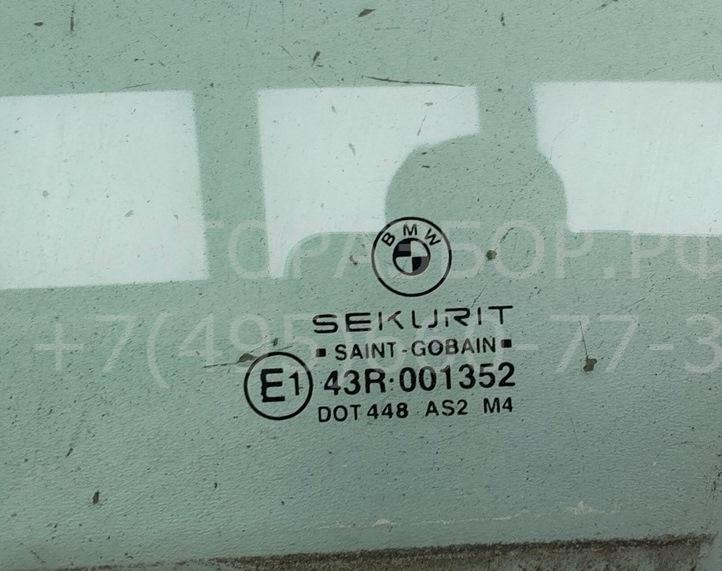 BMW
SEKURIT
SAINT-GOBAIN
E1 43R·001352
DOT 448 AS2 M4